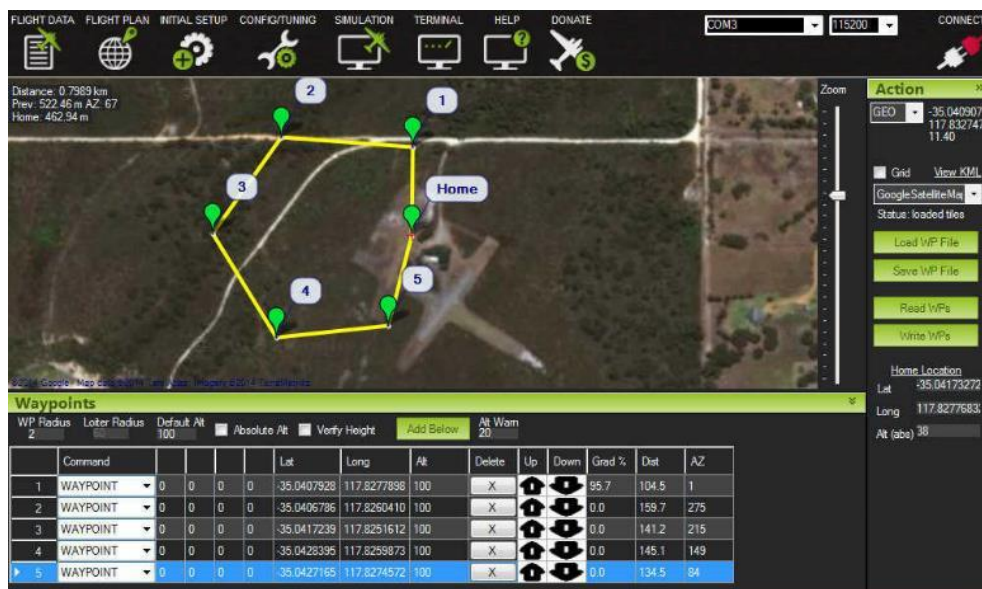 FLIGHT DATA FLIGHT PLAN INITIAL SETUP CONFIG/TUNING SIMULATION TERMINAL HELP DONATE COM3 115200 CONNECT
Distance: 0.7989 km
Prev: 522.46 m AZ: 67
Home: 462.94 m
2
1
3
Home
4
5
Zoom
Action
GEO -35.040907
117.832747
11.40
Grid View KML
GoogleSatelliteMap
Status: loaded tiles
Load WP File
Save WP File
Read WPs
Write WPs
Home Location
Lat -35.04173272
Long 117.8277683
Alt (abs) 38
Waypoints
WP Radius Loiter Radius Default Alt Alt Warn
2 100 Absolute Alt Verify Height Add Below 20
Command Lat Long Alt Delete Up Down Grad % Dist AZ
1 WAYPOINT 0 0 0 0 -35.0407928 117.8277898 100 X 95.7 104.5 1
2 WAYPOINT 0 0 0 0 -35.0406786 117.8260410 100 X 0.0 159.7 275
3 WAYPOINT 0 0 0 0 -35.0417239 117.8251612 100 X 0.0 141.2 215
4 WAYPOINT 0 0 0 0 -35.0428395 117.8259873 100 X 0.0 145.1 149
5 WAYPOINT 0 0 0 0 -35.0427165 117.8274572 100 X 0.0 134.5 84